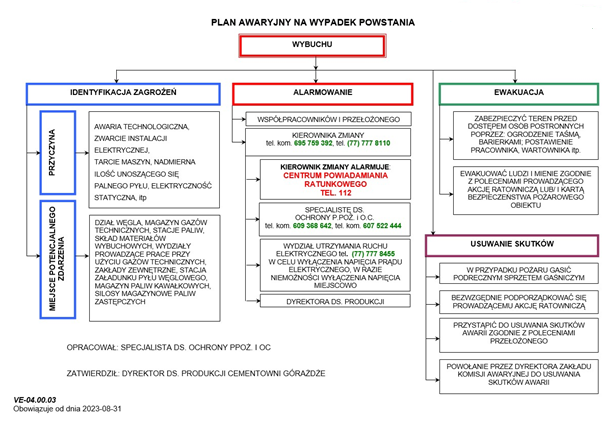 PLAN AWARYJNY NA WYPADEK POWSTANIA
WYBUCHU
IDENTYFIKACJA ZAGROŻEŃ
PRZYCZYNA
AWARIA TECHNOLOGICZNA,
ZWARCIE INSTALACJI
ELEKTRYCZNEJ,
TARCIE MASZYN, NADMIERNA
ILOŚĆ UNOSZĄCEGO SIĘ
PALNEGO PYŁU, ELEKTRYCZNOŚĆ
STATYCZNA, itp
MIEJSCE POTENCJALNEGO
ZDARZENIA
DZIAŁ WĘGLA, MAGAZYN GAZÓW
TECHNICZNYCH, STACJE PALIW,
SKŁAD MATERIAŁÓW
WYBUCHOWYCH, WYDZIAŁY
PROWADZĄCE PRACE PRZY
UŻYCIU GAZÓW TECHNICZNYCH,
ZAKŁADY ZEWNĘTRZNE, STACJA
ZAŁADUNKU PYŁU WĘGLOWEGO,
MAGAZYN PALIW KAWAŁKOWYCH,
SILOSY MAGAZYNOWE PALIW
ZASTĘPCZYCH
ALARMOWANIE
WSPÓŁPRACOWNIKÓW I PRZEŁOŻONEGO
KIEROWNIKA ZMIANY
tel. kom. 695 759 392, tel. (77) 777 8110
KIEROWNIK ZMIANY ALARMUJE:
CENTRUM POWIADAMIANIA
RATUNKOWEGO
TEL. 112
SPECJALISTĘ DS.
OCHRONY P.POŻ. I O.C.
tel. kom. 609 368 642, tel. kom. 607 522 444
WYDZIAŁ UTRZYMANIA RUCHU
ELEKTRYCZNEGO tel. (77) 777 8455
W CELU WYŁĄCZENIA NAPIĘCIA PRĄDU
ELEKTRYCZNEGO, W RAZIE
NIEMOŻNOŚCI WYŁĄCZENIA NAPIĘCIA
MIEJSCOWO
DYREKTORA DS. PRODUKCJI
EWAKUACJA
ZABEZPIECZYĆ TEREN PRZED
DOSTĘPEM OSÓB POSTRONNYCH
POPRZEZ: OGRODZENIE TAŚMĄ,
BARIERKAMI, POSTAWIENIE
PRACOWNIKA, WARTOWNIKA itp.
EWAKUOWAĆ LUDZI I MIENIE ZGODNIE
Z POLECENIAMI PROWADZĄCEGO
AKCJĘ RATOWNICZĄ LUB/ I KARTĄ
BEZPIECZEŃSTWA POŻAROWEGO
OBIEKTU
USUWANIE SKUTKÓW
W PRZYPADKU POŻARU GASIĆ
PODRĘCZNYM SPRZĘTEM GAŚNICZYM
BEZWZGLĘDNIE PODPORZĄDKOWAĆ SIĘ
PROWADZĄCEMU AKCJĘ RATOWNICZĄ
PRZYSTĄPIĆ DO USUWANIA SKUTKÓW
AWARII ZGODNIE Z POLECENIAMI
PRZEŁOŻONEGO
POWOŁANIE PRZEZ DYREKTORA ZAKŁADU
KOMISJI AWARYJNEJ DO USUWANIA
SKUTKÓW AWARII
OPRACOWAŁ: SPECJALISTA DS. OCHRONY PPOŻ. I OC
ZATWIERDZIŁ: DYREKTOR DS. PRODUKCJI CEMENTOWNI GÓRAŻDŻE
VE-04.00.03
Obowiązuje od dnia 2023-08-31